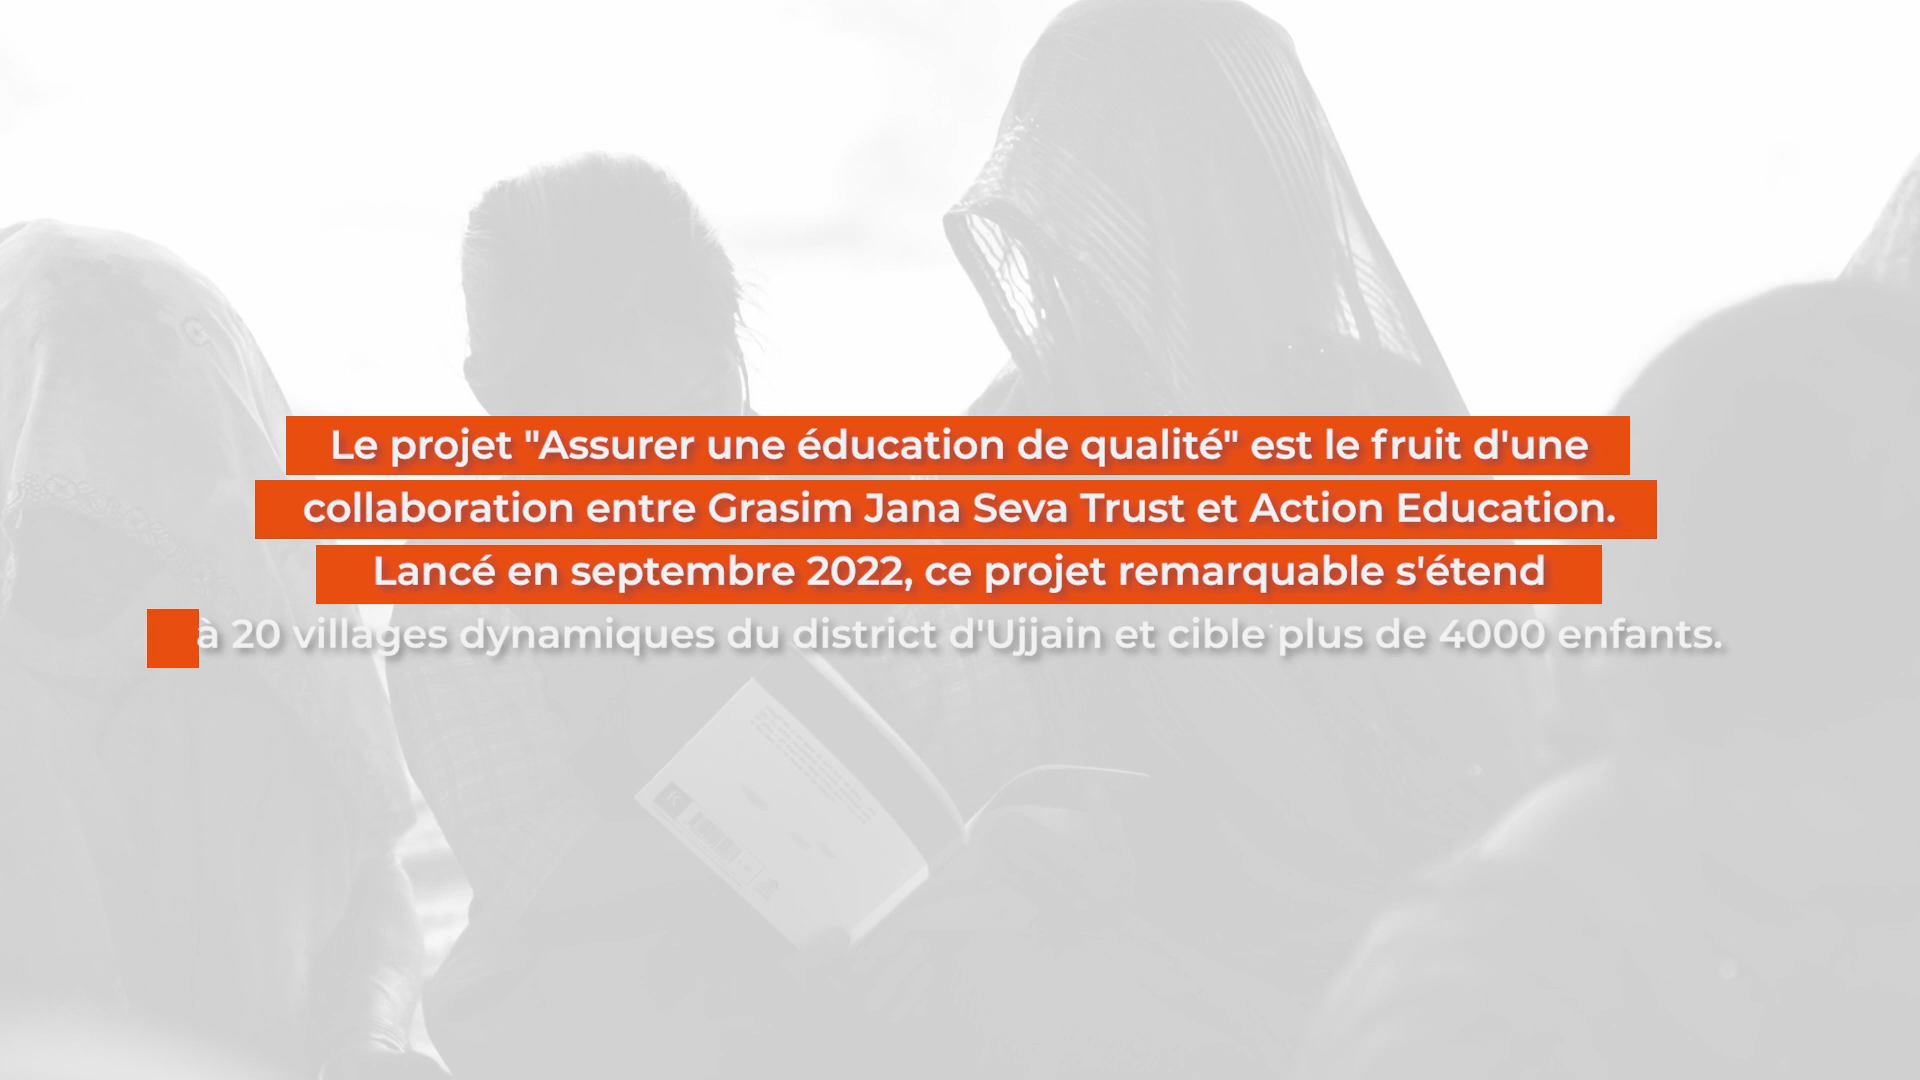 Le projet "Assurer une éducation de qualité" est le fruit d'une
collaboration entre Grasim Jana Seva Trust et Action Education.
Lancé en septembre 2022, ce projet remarquable s'étend
à 20 villages dynamiques du district d'Ujjain et cible plus de 4000 enfants.